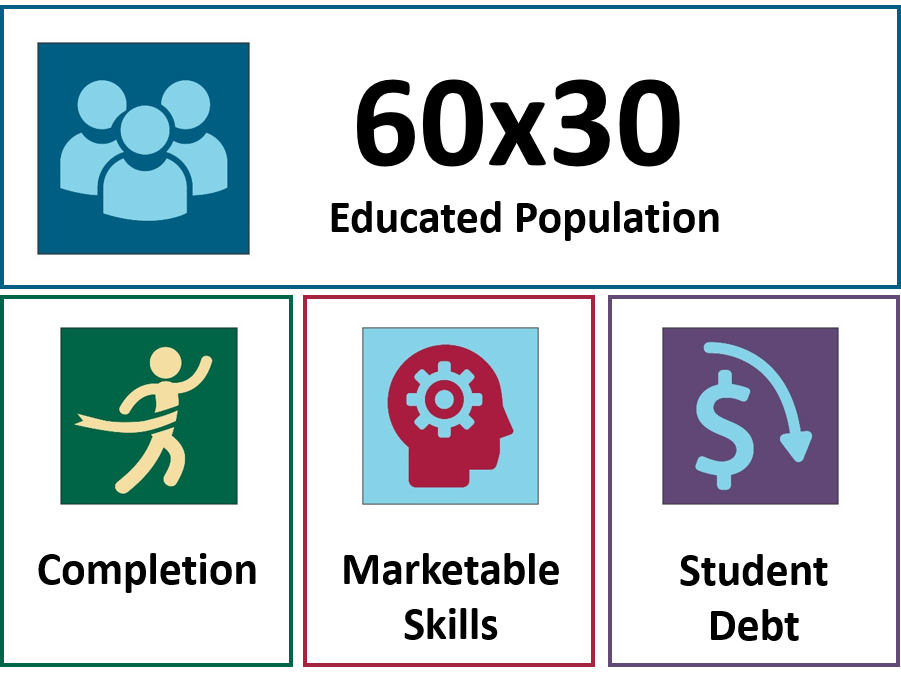 60x30
Educated Population
Completion
Marketable
Skills
Student
Debt